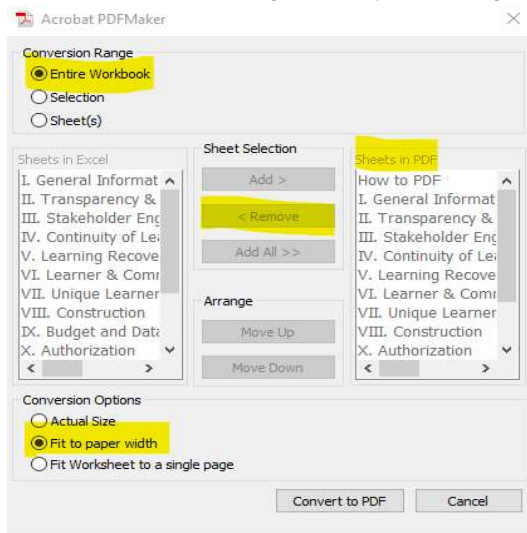 Acrobat PDFMaker
Conversion Range
Entire Workbook
Selection
Sheet(s)
Sheets in Excel
I. General Informat
II. Transparency &
III. Stakeholder Eng
IV. Continuity of Lea
V. Learning Recove
VI. Learner & Comr
VII. Unique Learner
VIII. Construction
IX. Budget and Data
X. Authorization
Sheet Selection
Add >
< Remove
Add All >>
Arrange
Move Up
Move Down
Sheets in PDF
How to PDF
I. General Informat
II. Transparency &
III. Stakeholder Eng
IV. Continuity of Lea
V. Learning Recove
VI. Learner & Comr
VII. Unique Learner
VIII. Construction
X. Authorization
Conversion Options
Actual Size
Fit to paper width
Fit Worksheet to a single page
Convert to PDF
Cancel